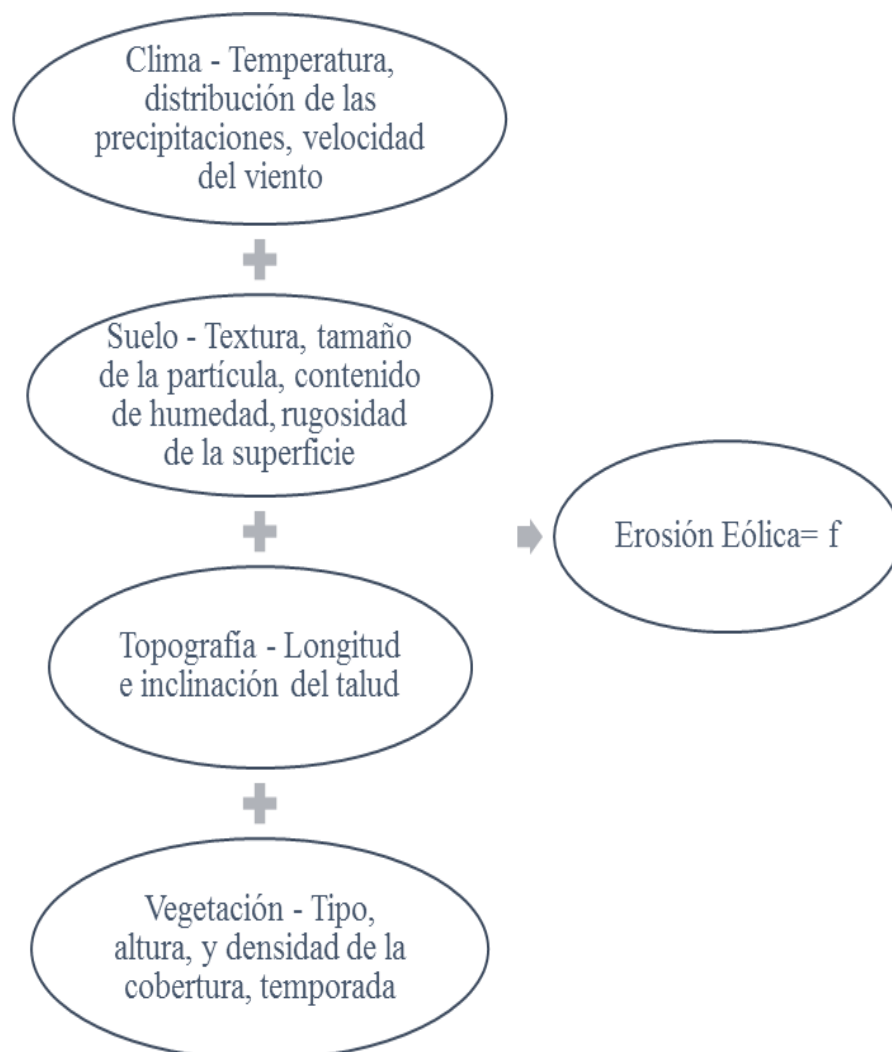 Clima - Temperatura,
distribución de las
precipitaciones, velocidad
del viento
Suelo - Textura, tamaño
de la partícula, contenido
de humedad, rugosidad
de la superficie
Erosión Eólica= f
Topografía - Longitud
e inclinación del talud
Vegetación - Tipo,
altura, y densidad de la
cobertura, temporada